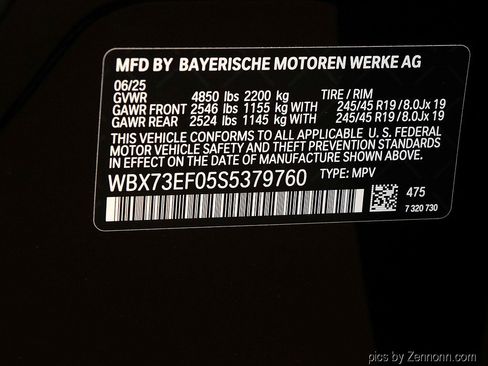 MFD BY BAYERISCHE MOTOREN WERKE AG
06/25
GVWR 4850 lbs 2200 kg TIRE / RIM
GAWR FRONT 2546 lbs 1155 kg WITH 245/45 R19 / 8.0Jx 19
GAWR REAR 2524 lbs 1145 kg WITH 245/45 R19 / 8.0Jx 19
THIS VEHICLE CONFORMS TO ALL APPLICABLE U. S. FEDERAL
MOTOR VEHICLE SAFETY AND THEFT PREVENTION STANDARDS
IN EFFECT ON THE DATE OF MANUFACTURE SHOWN ABOVE.
WBX73EF05S5379760 TYPE: MPV
475
7 320 730
pics by Zennonn.com